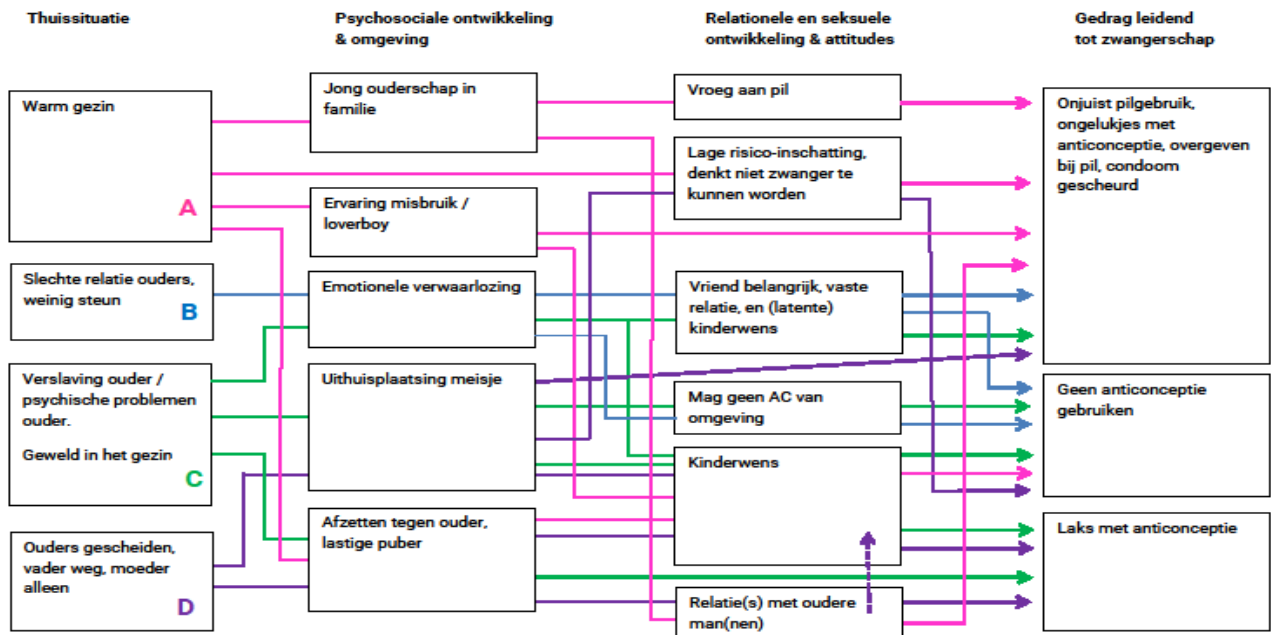 Thuissituatie
Psychosociale ontwikkeling
& omgeving
Relationele en seksuele
ontwikkeling & attitudes
Gedrag leidend
tot zwangerschap
Warm gezin
A
Slechte relatie ouders,
weinig steun
B
Verslaving ouder /
psychische problemen
ouder.
Geweld in het gezin
C
Ouders gescheiden,
vader weg, moeder
alleen
D
Jong ouderschap in
familie
Ervaring misbruik /
loverboy
Emotionele verwaarlozing
Uithuisplaatsing meisje
Afzetten tegen ouder,
lastige puber
Vroeg aan pil
Lage risico-inschatting,
denkt niet zwanger te
kunnen worden
Vriend belangrijk, vaste
relatie, en (latente)
kinderwens
Mag geen AC van
omgeving
Kinderwens
Relatie(s) met oudere
man(nen)
Onjuist pilgebruik,
ongelukjes met
anticonceptie, overgeven
bij pil, condoom
gescheurd
Geen anticonceptie
gebruiken
Laks met anticonceptie